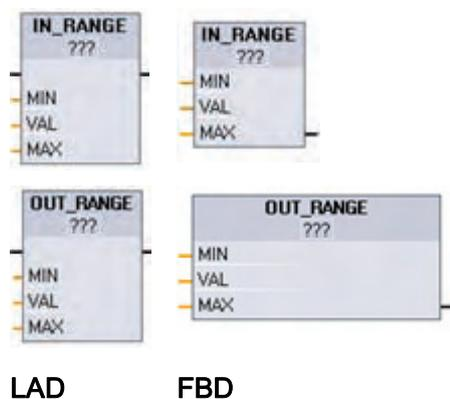 IN_RANGE
???
MIN
VAL
MAX
IN_RANGE
???
MIN
VAL
MAX
OUT_RANGE
???
MIN
VAL
MAX
OUT_RANGE
???
MIN
VAL
MAX
LAD
FBD